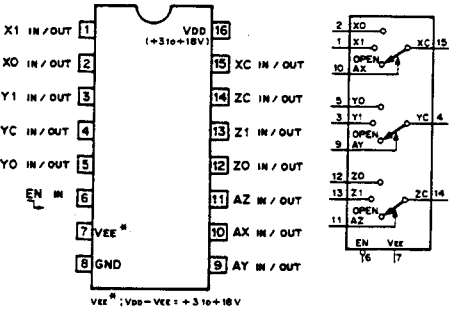 X1 IN/OUT 1
XO IN/OUT 2
Y1 IN/OUT 3
YC IN/OUT 4
YO IN/OUT 5
EN IN 6
7 VEE*
8 GND
VDD 16
(+3 to +18V)
15 XC IN/OUT
14 ZC IN/OUT
13 Z1 IN/OUT
12 ZO IN/OUT
11 AZ IN/OUT
10 AX IN/OUT
9 AY IN/OUT
VEE*; VDD-VEE = +3 to +18V
2 XO
1 X1 XC 15
OPEN
10 AX
5 YO
3 Y1 YC 4
OPEN
9 AY
12 ZO
13 Z1 ZC 14
OPEN
11 AZ
EN VEE
6 7